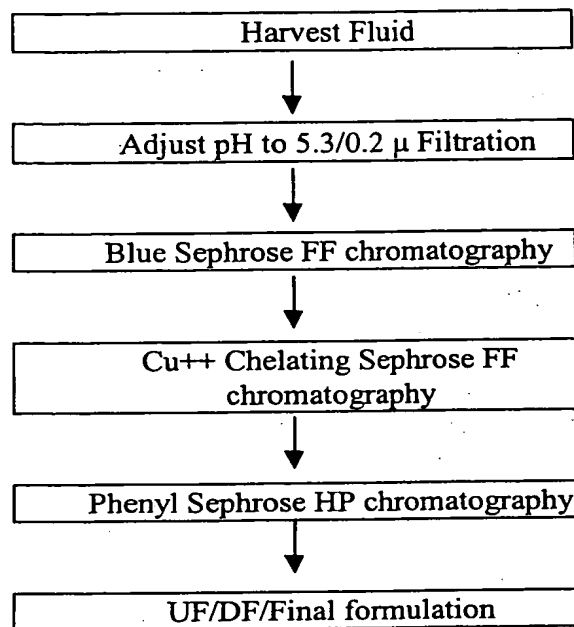 Harvest Fluid
Adjust pH to 5.3/0.2 μ Filtration
Blue Sephrose FF chromatography
Cu++ Chelating Sephrose FF
chromatography
Phenyl Sephrose HP chromatography
UF/DF/Final formulation